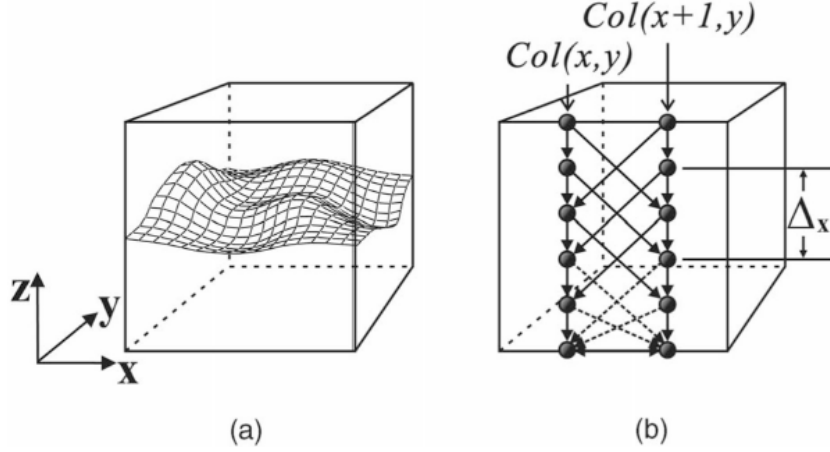 Col(x+1,y)
Col(x,y)
Δx
z
y
x
(a)
(b)